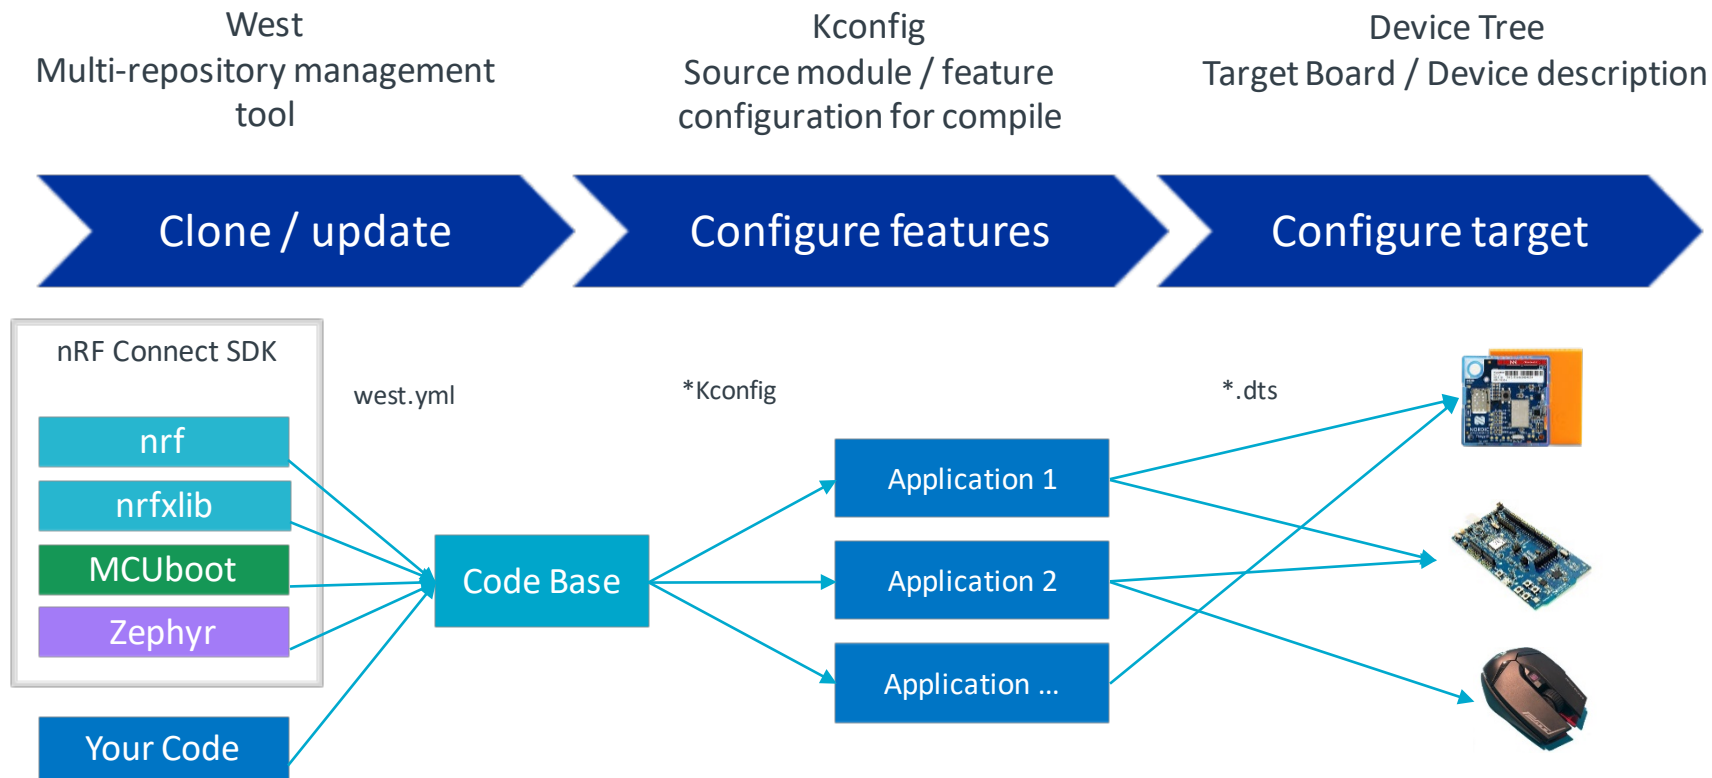 West
Multi-repository management
tool
Kconfig
Source module / feature
configuration for compile
Device Tree
Target Board / Device description
Clone / update
Configure features
Configure target
nRF Connect SDK
west.yml
*Kconfig
*.dts
nrf
nrfxlib
MCUboot
Zephyr
Your Code
Code Base
Application 1
Application 2
Application ...
NORDIC